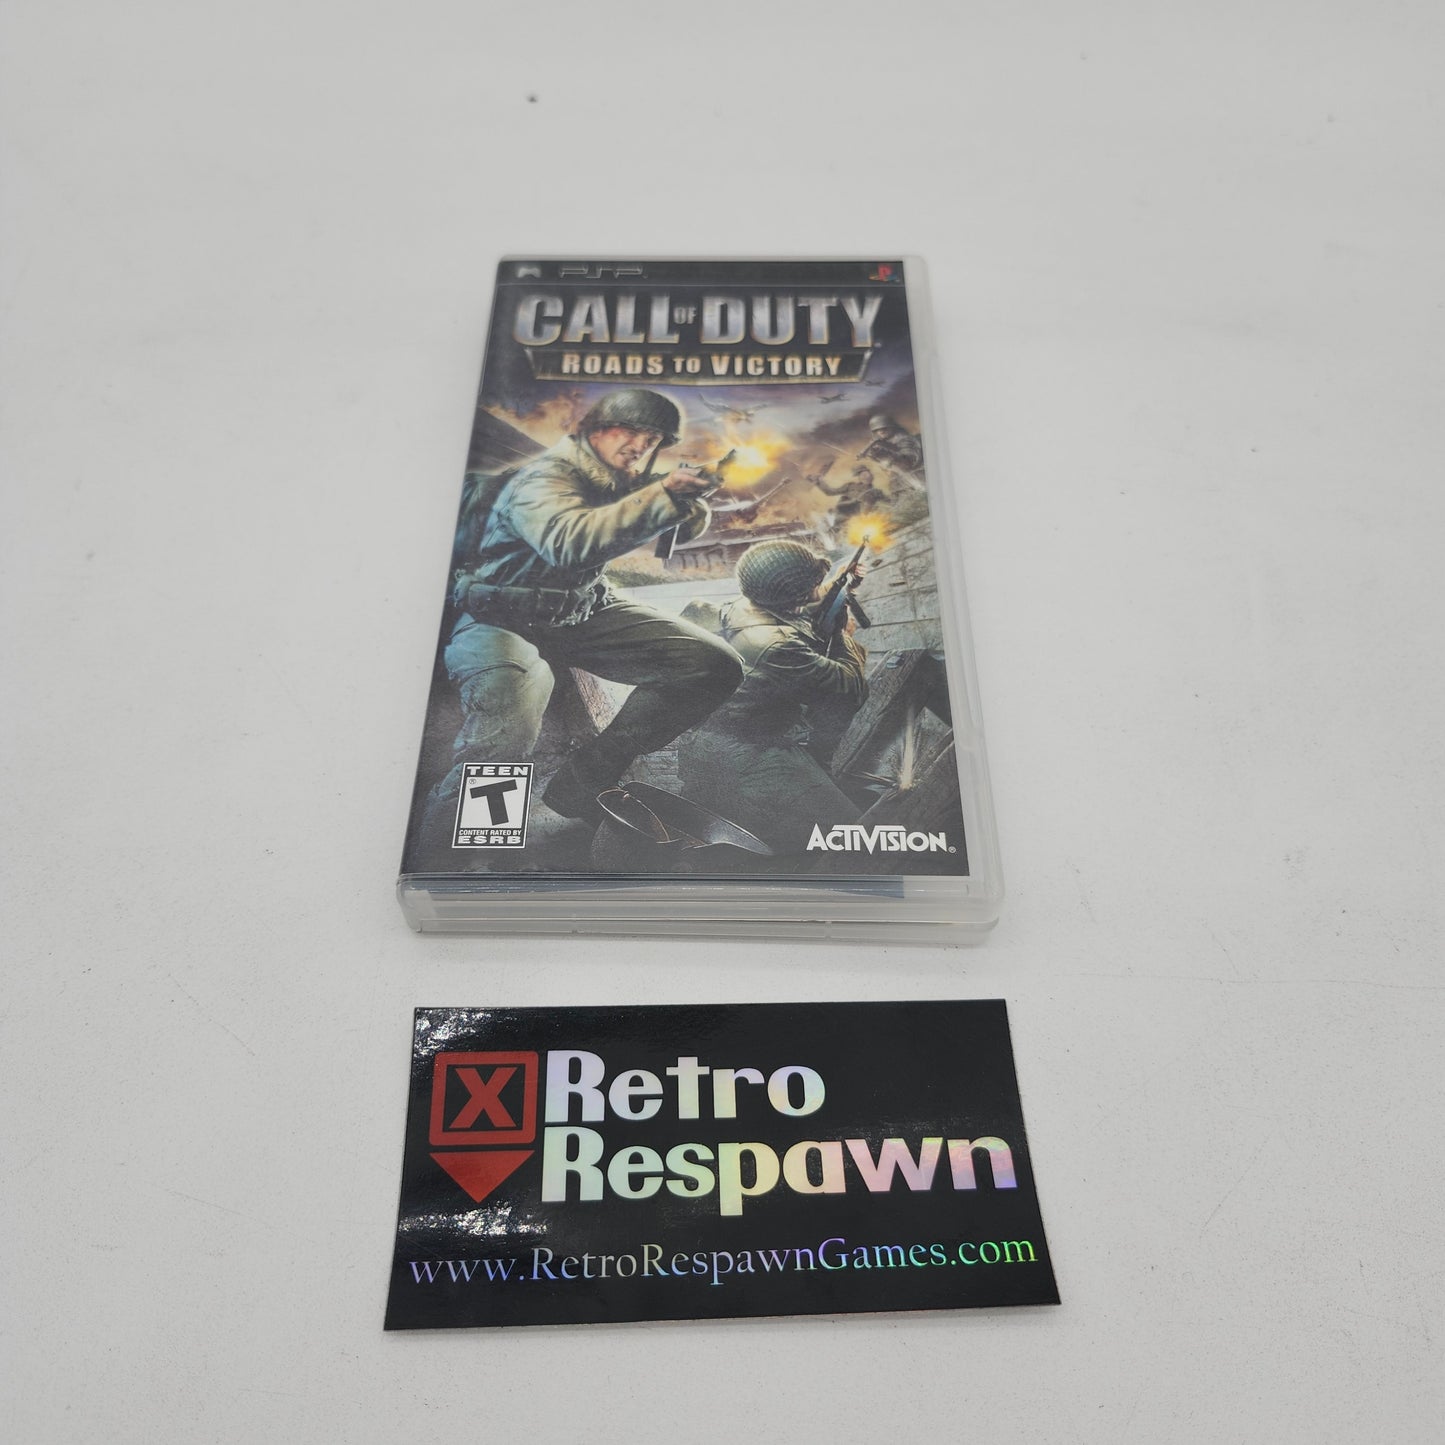 PSP
CALL OF DUTY
ROADS TO VICTORY
TEEN
T
CONTENT RATED BY
ESRB
ACTIVISION®
X Retro
Respawn
www.RetroRespawnGames.com